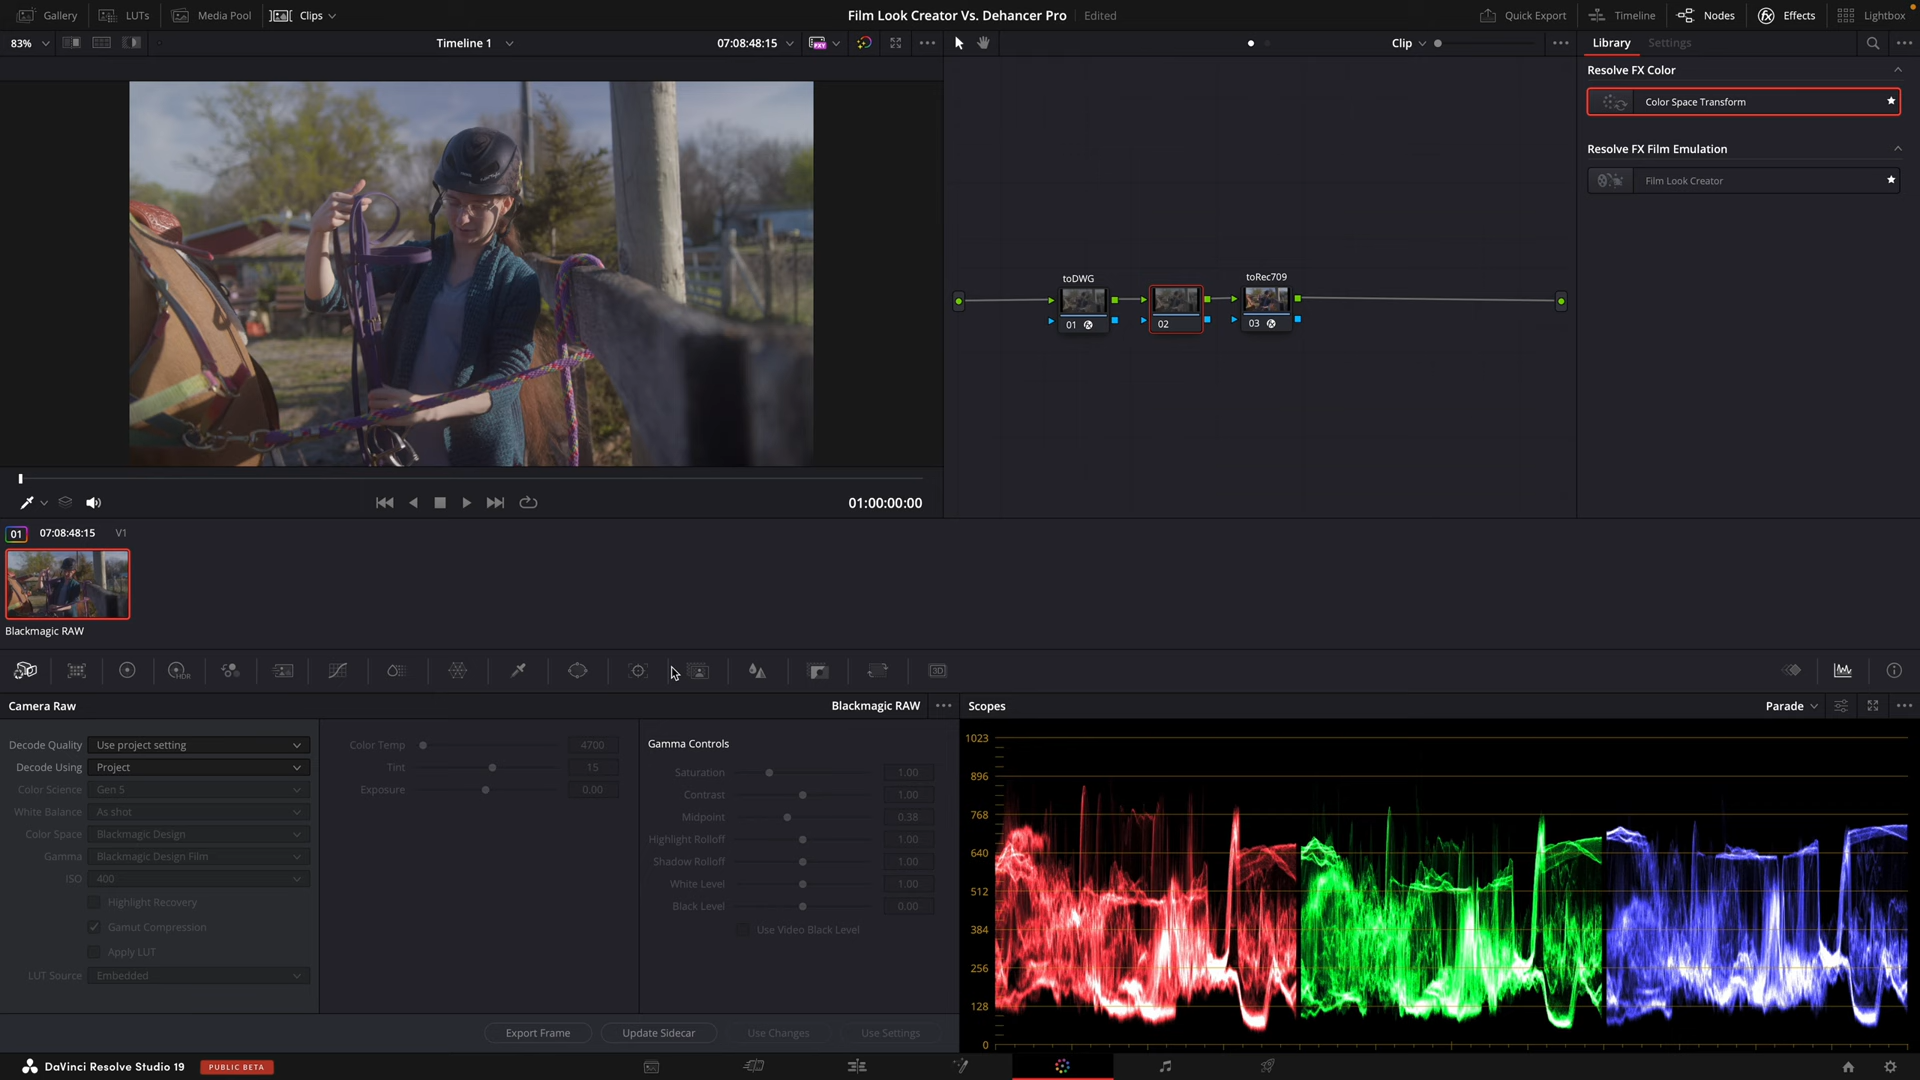 Gallery LUTs Media Pool Clips Film Look Creator Vs. Dehancer Pro Edited Quick Export Timeline Nodes Effects Lightbox
83% Timeline 1 07:08:48:15 PXY Clip Library Settings
Resolve FX Color
Color Space Transform
Resolve FX Film Emulation
Film Look Creator
toDWG toRec709
01 02 03
01:00:00:00
01 07:08:48:15 V1
Blackmagic RAW
HDR 3D
Camera Raw Blackmagic RAW Scopes Parade
Decode Quality Use project setting
Decode Using Project
Color Science Gen 5
White Balance As shot
Color Space Blackmagic Design
Gamma Blackmagic Design Film
ISO 400
Highlight Recovery
Gamut Compression
Apply LUT
LUT Source Embedded
Color Temp 4700
Tint 15
Exposure 0.00
Gamma Controls
Saturation 1.00
Contrast 1.00
Midpoint 0.38
Highlight Rolloff 1.00
Shadow Rolloff 1.00
White Level 1.00
Black Level 0.00
Use Video Black Level
1023
896
768
640
512
384
256
128
0
Export Frame Update Sidecar Use Changes Use Settings
DaVinci Resolve Studio 19 PUBLIC BETA